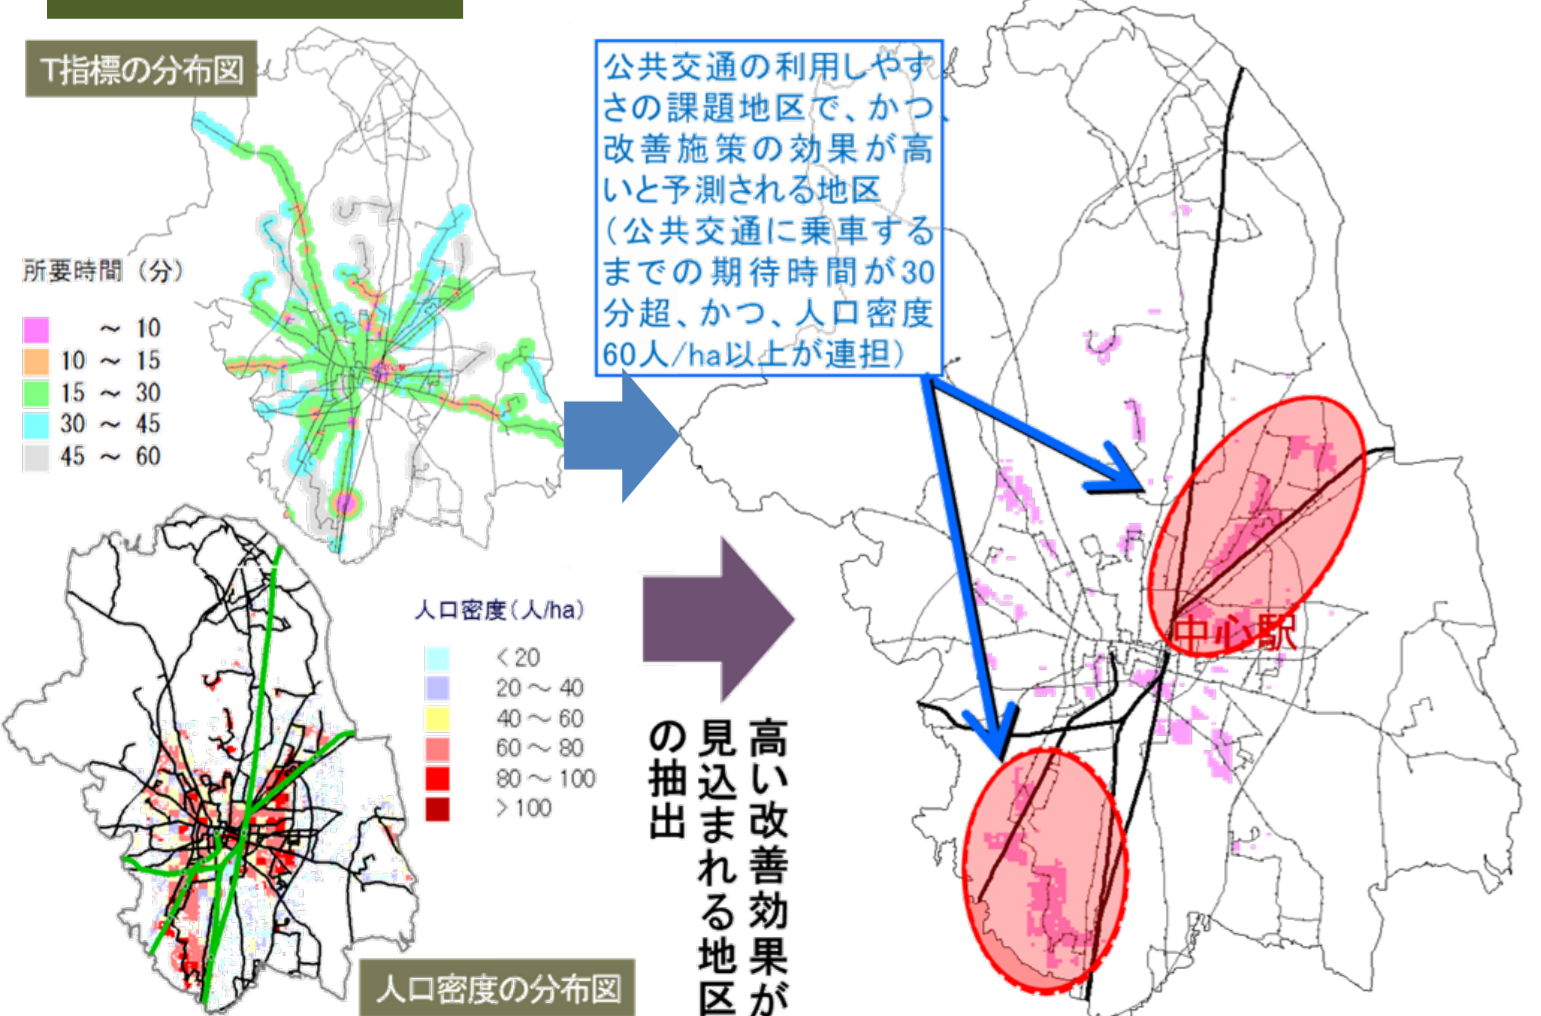 T指標の分布図
所要時間（分）
～ 10
10 ～ 15
15 ～ 30
30 ～ 45
45 ～ 60
公共交通の利用しやす
さの課題地区で、かつ、
改善施策の効果が高
いと予測される地区
（公共交通に乗車する
までの期待時間が30
分超、かつ、人口密度
60人/ha以上が連担）
人口密度（人/ha）
＜20
20～40
40～60
60～80
80～100
＞100
人口密度の分布図
高い改善効果が
見込まれる地区
の抽出
中心駅